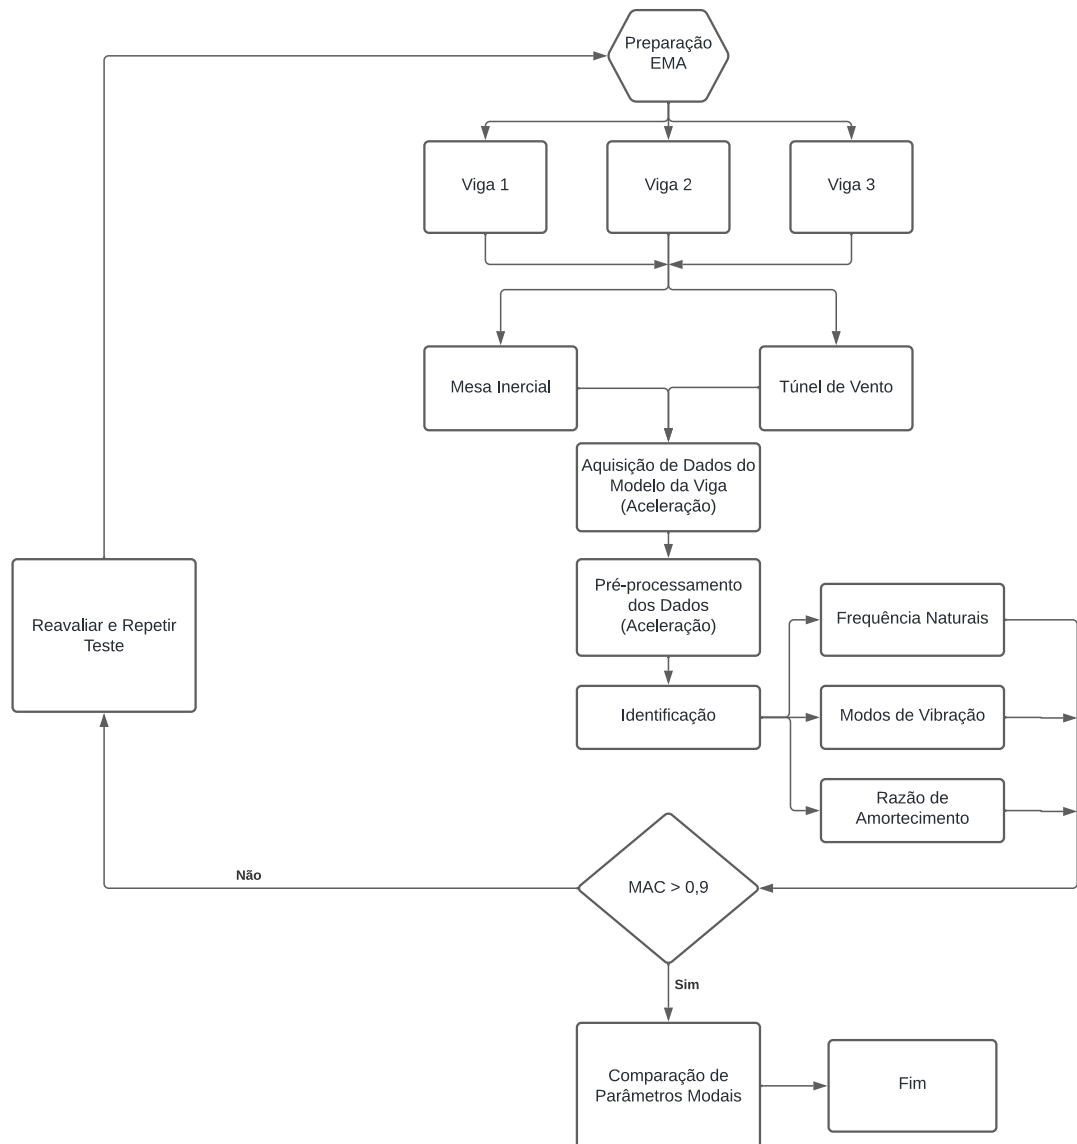 Preparação
EMA
Viga 1
Viga 2
Viga 3
Mesa Inercial
Túnel de Vento
Aquisição de Dados do
Modelo da Viga
(Aceleração)
Pré-processamento
dos Dados
(Aceleração)
Frequência Naturais
Reavaliar e Repetir
Teste
Identificação
Modos de Vibração
Razão de
Amortecimento
Não
MAC > 0,9
Sim
Comparação de
Parâmetros Modais
Fim